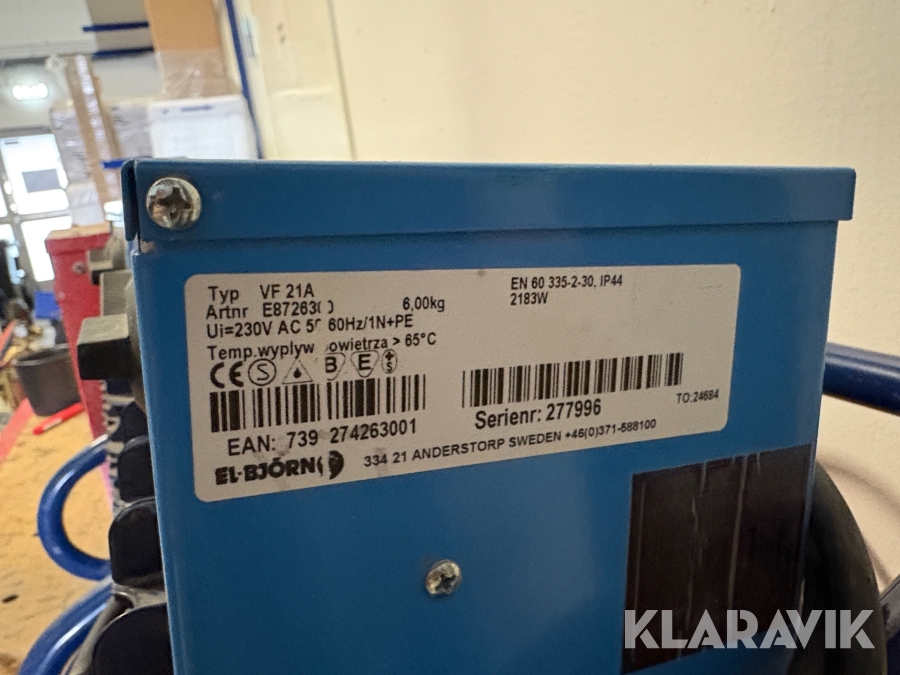 Typ VF 21A
EN 60 335-2-30, IP44
Artnr E87263
6,00kg
2183W
Ui=230V AC 60Hz/1N+PE
Temp.wyplyw > 65°C
CE S B E S
EAN: 739 274263001
Serienr: 277996
TO:24684
EL-BJÖRN
334 21 ANDERSTORP SWEDEN +46(0)371-588100
KLARAVIK